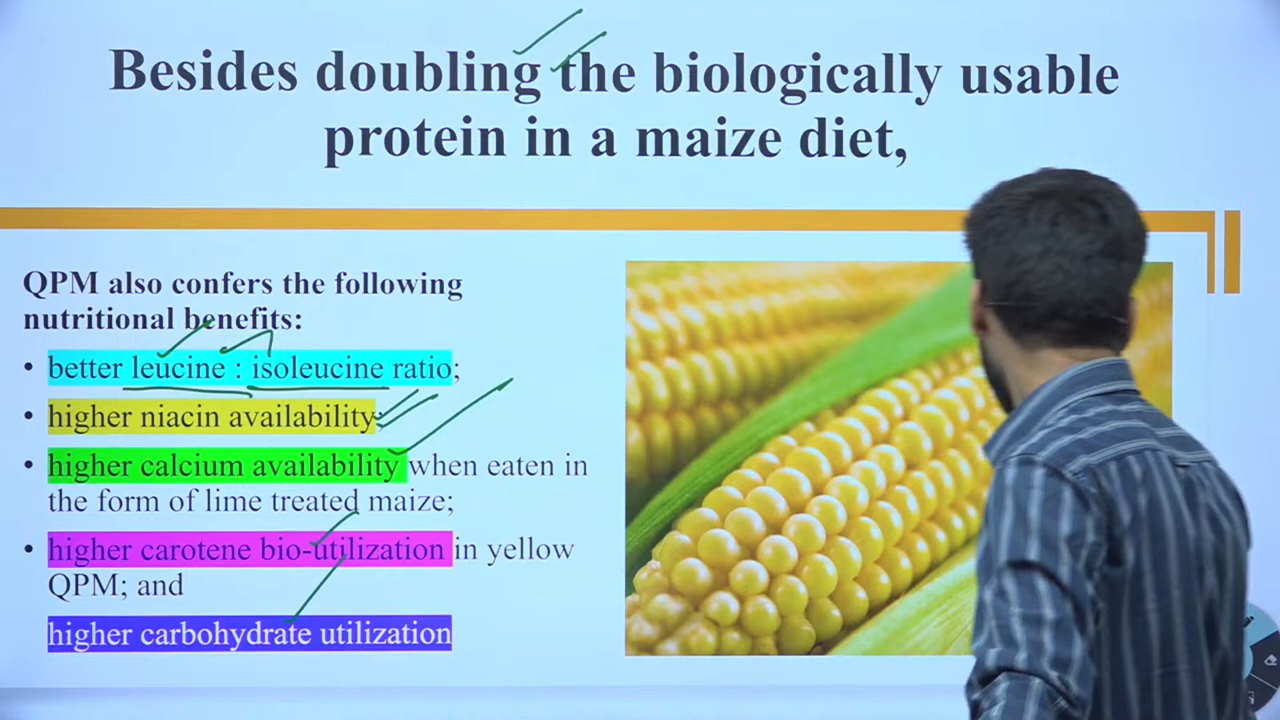 Besides doubling the biologically usable
protein in a maize diet,
QPM also confers the following
nutritional benefits:
• better leucine : isoleucine ratio;
• higher niacin availability;
• higher calcium availability when eaten in
the form of lime treated maize;
• higher carotene bio-utilization in yellow
QPM; and
higher carbohydrate utilization